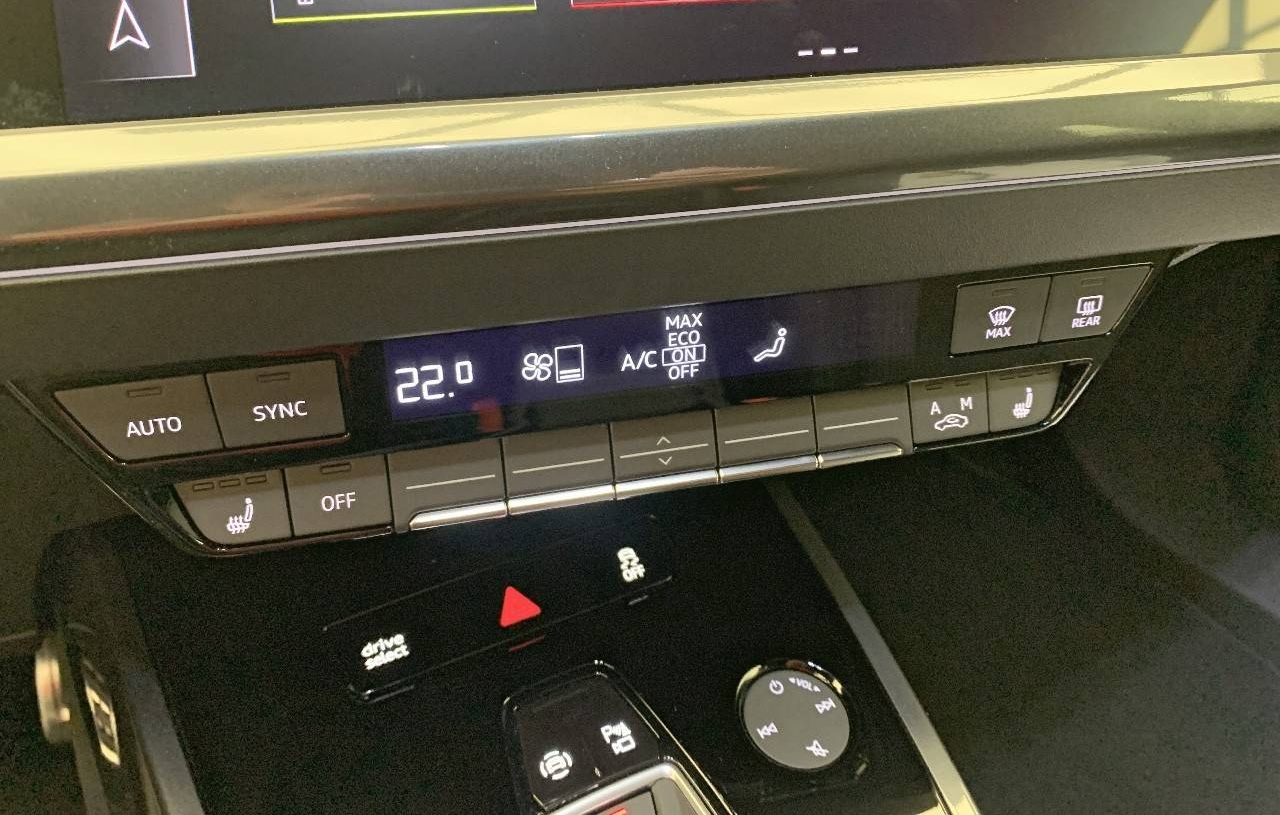 MAX
ECO
22.0 A/C ON
OFF
MAX
REAR
AUTO
SYNC
A M
OFF
OFF
drive
select
P